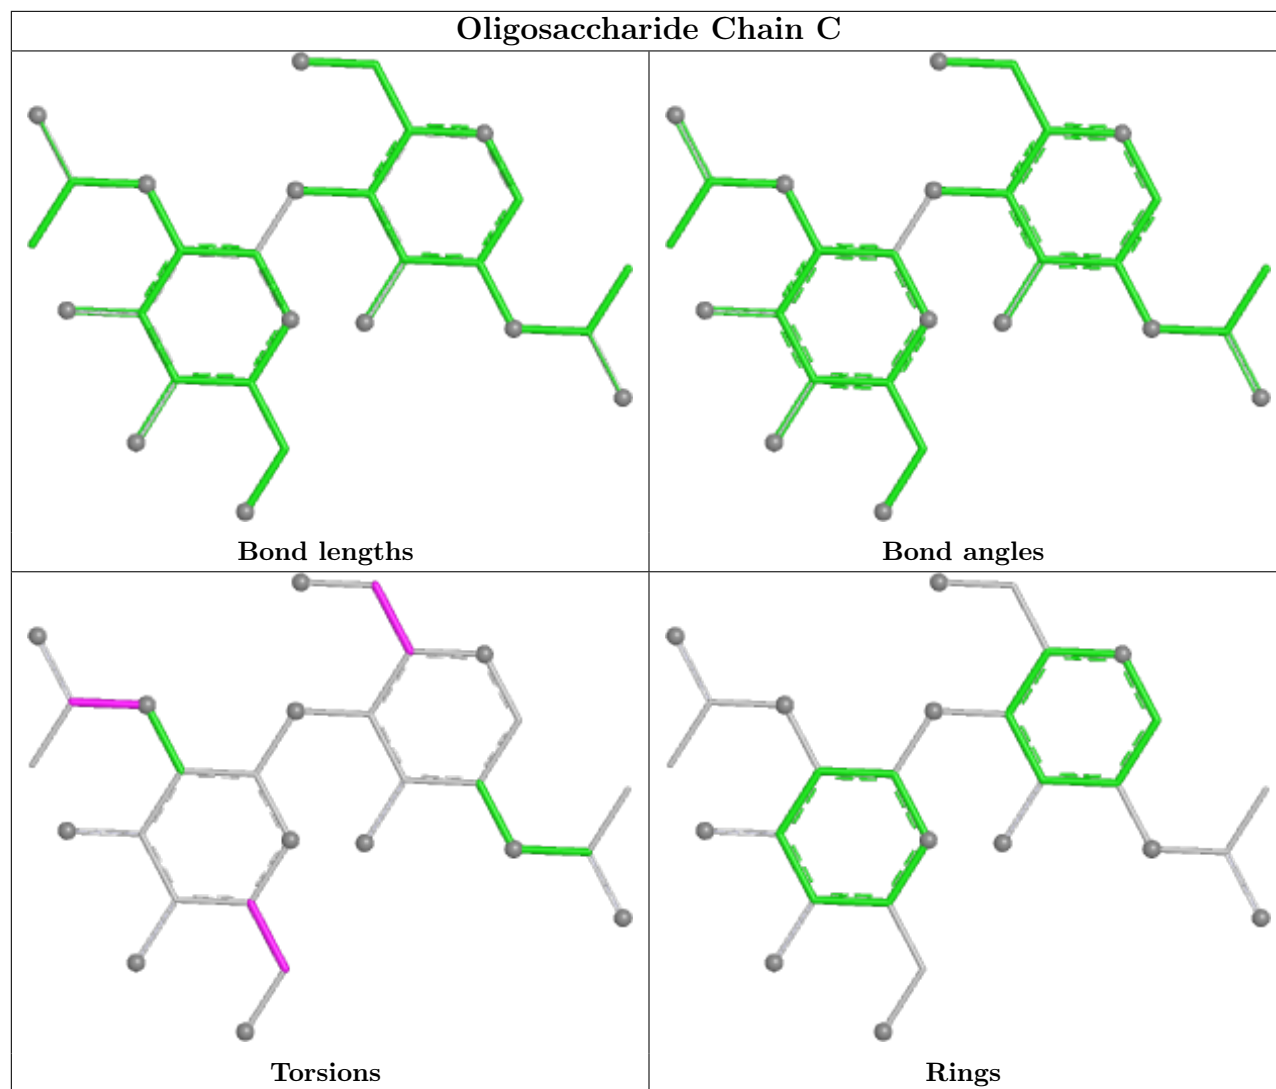 Oligosaccharide Chain C
Bond lengths
Bond angles
Torsions
Rings